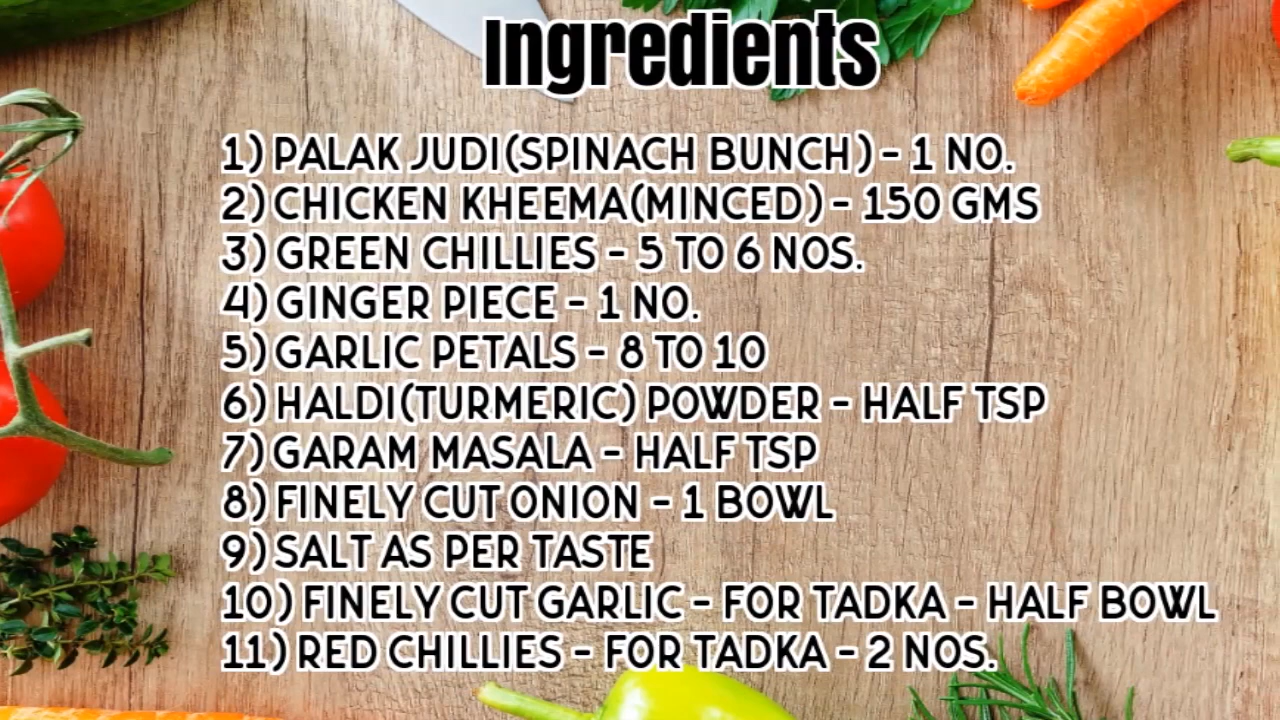 Ingredients
1) PALAK JUDI(SPINACH BUNCH) - 1 NO.
2) CHICKEN KHEEMA(MINCED) - 150 GMS
3) GREEN CHILLIES - 5 TO 6 NOS.
4) GINGER PIECE - 1 NO.
5) GARLIC PETALS - 8 TO 10
6) HALDI(TURMERIC) POWDER - HALF TSP
7) GARAM MASALA - HALF TSP
8) FINELY CUT ONION - 1 BOWL
9) SALT AS PER TASTE
10) FINELY CUT GARLIC - FOR TADKA - HALF BOWL
11) RED CHILLIES - FOR TADKA - 2 NOS.